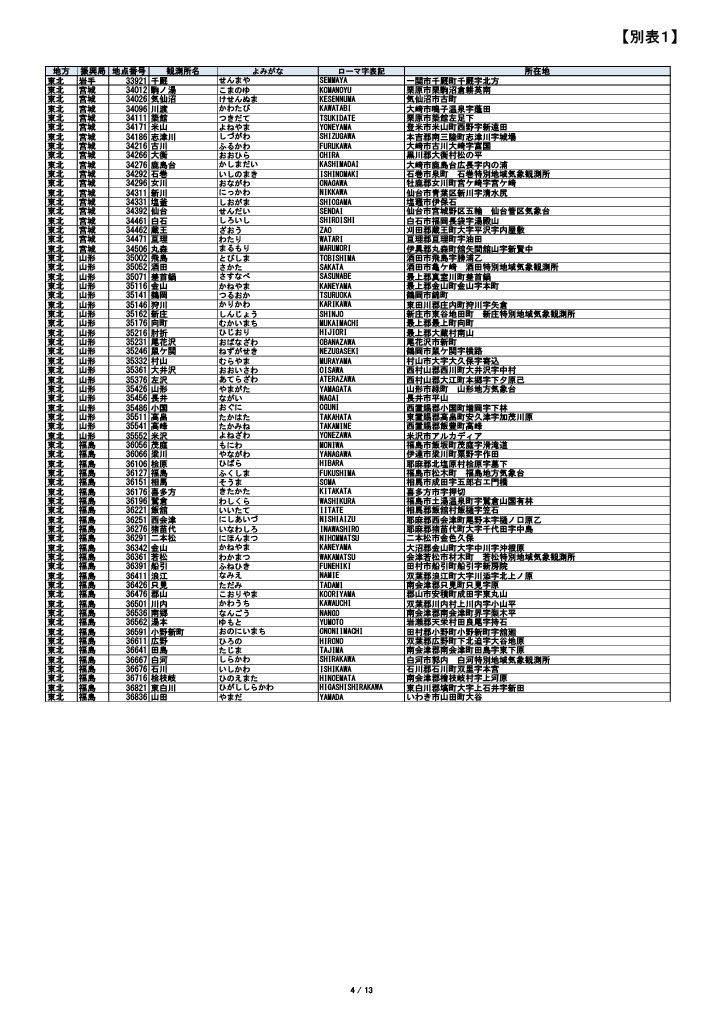 【別表１】
地方 振興局 地点番号 観測所名 よみがな ローマ字表記 所在地
東北 岩手 33921 千厩 せんまや SEMMAYA 一関市千厩町千厩字北方
東北 宮城 34012 駒ノ湯 こまのゆ KOMANOYU 栗原市栗駒沼倉耕英南
東北 宮城 34026 気仙沼 けせんぬま KESENNUMA 気仙沼市古町
東北 宮城 34096 川渡 かわたび KAWATABI 大崎市鳴子温泉字蓬田
東北 宮城 34111 築館 つきだて TSUKIDATE 栗原市築館左足下
東北 宮城 34171 米山 よねやま YONEYAMA 登米市米山町西野字新遠田
東北 宮城 34186 志津川 しづがわ SHIZUGAWA 本吉郡南三陸町志津川字城場
東北 宮城 34216 古川 ふるかわ FURUKAWA 大崎市古川大崎字富国
東北 宮城 34266 大衡 おおひら OHIRA 黒川郡大衡村松の平
東北 宮城 34276 鹿島台 かしまだい KASHIMADAI 大崎市鹿島台広長字内の浦
東北 宮城 34292 石巻 いしのまき ISHINOMAKI 石巻市泉町　石巻特別地域気象観測所
東北 宮城 34296 女川 おながわ ONAGAWA 牡鹿郡女川町宮ケ崎字宮ケ崎
東北 宮城 34311 新川 にっかわ NIKKAWA 仙台市青葉区新川字清水尻
東北 宮城 34331 塩釜 しおがま SHIOGAMA 塩竈市伊保石
東北 宮城 34392 仙台 せんだい SENDAI 仙台市宮城野区五輪　仙台管区気象台
東北 宮城 34461 白石 しろいし SHIROISHI 白石市福岡長袋字湯殿山
東北 宮城 34462 蔵王 ざおう ZAO 刈田郡蔵王町大字平沢字内屋敷
東北 宮城 34471 亘理 わたり WATARI 亘理郡亘理町字油田
東北 宮城 34506 丸森 まるもり MARUMORI 伊具郡丸森町舘矢間舘山字新賢中
東北 山形 35002 飛島 とびしま TOBISHIMA 酒田市飛島字勝浦乙
東北 山形 35052 酒田 さかた SAKATA 酒田市亀ケ崎　酒田特別地域気象観測所
東北 山形 35071 差首鍋 さすなべ SASUNABE 最上郡真室川町差首鍋
東北 山形 35116 金山 かねやま KANEYAMA 最上郡金山町金山字本町
東北 山形 35141 鶴岡 つるおか TSURUOKA 鶴岡市錦町
東北 山形 35146 狩川 かりかわ KARIKAWA 東田川郡庄内町狩川字矢倉
東北 山形 35162 新庄 しんじょう SHINJO 新庄市東谷地田町　新庄特別地域気象観測所
東北 山形 35176 向町 むかいまち MUKAIMACHI 最上郡最上町向町
東北 山形 35216 肘折 ひじおり HIJIORI 最上郡大蔵村南山
東北 山形 35231 尾花沢 おばなざわ OBANAZAWA 尾花沢市新町
東北 山形 35246 鼠ケ関 ねずがせき NEZUGASEKI 鶴岡市鼠ケ関字横路
東北 山形 35332 村山 むらやま MURAYAMA 村山市大字大久保字寄込
東北 山形 35361 大井沢 おおいさわ OISAWA 西村山郡西川町大井沢字中村
東北 山形 35376 左沢 あてらざわ ATERAZAWA 西村山郡大江町本郷字下夕原己
東北 山形 35426 山形 やまがた YAMAGATA 山形市緑町　山形地方気象台
東北 山形 35456 長井 ながい NAGAI 長井市平山
東北 山形 35486 小国 おぐに OGUNI 西置賜郡小国町増岡字下林
東北 山形 35511 高畠 たかはた TAKAHATA 東置賜郡高畠町安久津字加茂川原
東北 山形 35541 高峰 たかみね TAKAMINE 西置賜郡飯豊町高峰
東北 山形 35552 米沢 よねざわ YONEZAWA 米沢市アルカディア
東北 福島 36056 茂庭 もにわ MONIWA 福島市飯坂町茂庭字滑滝道
東北 福島 36066 梁川 やながわ YANAGAWA 伊達市梁川町粟野字作田
東北 福島 36106 桧原 ひばら HIBARA 耶麻郡北塩原村桧原字墓下
東北 福島 36127 福島 ふくしま FUKUSHIMA 福島市松木町　福島地方気象台
東北 福島 36151 相馬 そうま SOMA 相馬市成田字五郎右エ門橋
東北 福島 36176 喜多方 きたかた KITAKATA 喜多方市字押切
東北 福島 36196 鷲倉 わしくら WASHIKURA 福島市土湯温泉町字鷲倉山国有林
東北 福島 36221 飯舘 いいたて IITATE 相馬郡飯舘村飯樋字笠石
東北 福島 36251 西会津 にしあいづ NISHIAIZU 耶麻郡西会津町尾野本字樋ノ口原乙
東北 福島 36276 猪苗代 いなわしろ INAWASHIRO 耶麻郡猪苗代町大字千代田字中島
東北 福島 36291 二本松 にほんまつ NIHOMMATSU 二本松市金色久保
東北 福島 36342 金山 かねやま KANEYAMA 大沼郡金山町大字中川字沖根原
東北 福島 36361 若松 わかまつ WAKAMATSU 会津若松市材木町　若松特別地域気象観測所
東北 福島 36391 船引 ふねひき FUNEHIKI 田村市船引町船引字新房院
東北 福島 36411 浪江 なみえ NAMIE 双葉郡浪江町大字川添字北上ノ原
東北 福島 36426 只見 ただみ TADAMI 南会津郡只見町只見字原
東北 福島 36476 郡山 こおりやま KOORIYAMA 郡山市安積町成田字東丸山
東北 福島 36501 川内 かわうち KAWAUCHI 双葉郡川内村上川内字小山平
東北 福島 36536 南郷 なんごう NANGO 南会津郡南会津町界字梨木平
東北 福島 36562 湯本 ゆもと YUMOTO 岩瀬郡天栄村田良尾字持石
東北 福島 36591 小野新町 おのにいまち ONONIIMACHI 田村郡小野町小野新町字舘廻
東北 福島 36611 広野 ひろの HIRONO 双葉郡広野町下北迫字大谷地原
東北 福島 36641 田島 たじま TAJIMA 南会津郡南会津町田島字東下原
東北 福島 36667 白河 しらかわ SHIRAKAWA 白河市郭内　白河特別地域気象観測所
東北 福島 36676 石川 いしかわ ISHIKAWA 石川郡石川町双里字本宮
東北 福島 36716 桧枝岐 ひのえまた HINOEMATA 南会津郡檜枝岐村字上河原
東北 福島 36821 東白川 ひがししらかわ HIGASHISHIRAKAWA 東白川郡塙町大字上石井字新田
東北 福島 36836 山田 やまだ YAMADA いわき市山田町大谷
4 / 13